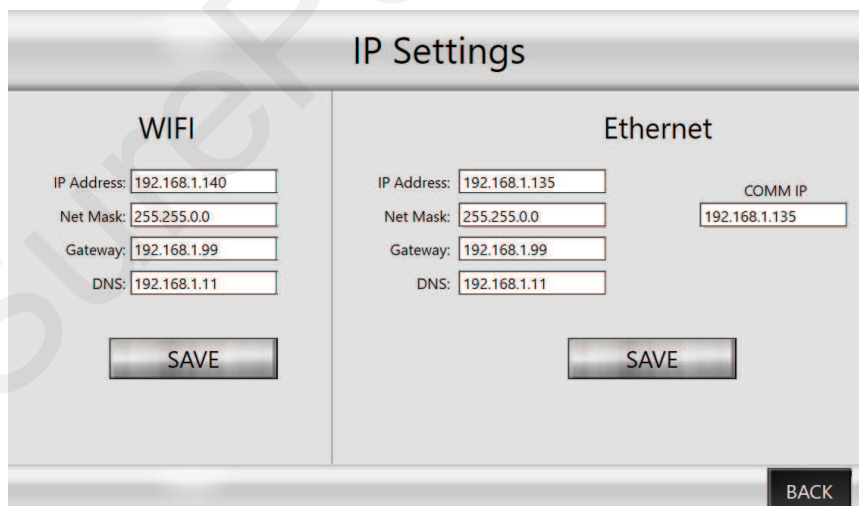 IP Settings
WIFI
IP Address: 192.168.1.140
Net Mask: 255.255.0.0
Gateway: 192.168.1.99
DNS: 192.168.1.11
SAVE
Ethernet
IP Address: 192.168.1.135
Net Mask: 255.255.0.0
Gateway: 192.168.1.99
DNS: 192.168.1.11
COMM IP
192.168.1.135
SAVE
BACK